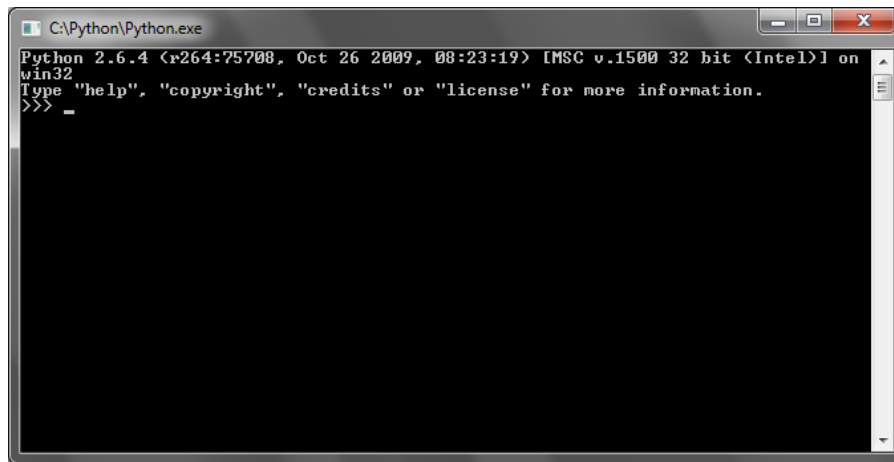 C:\Python\Python.exe
Python 2.6.4 (r264:75708, Oct 26 2009, 08:23:19) [MSC v.1500 32 bit (Intel)] on
win32
Type "help", "copyright", "credits" or "license" for more information.
>>> _